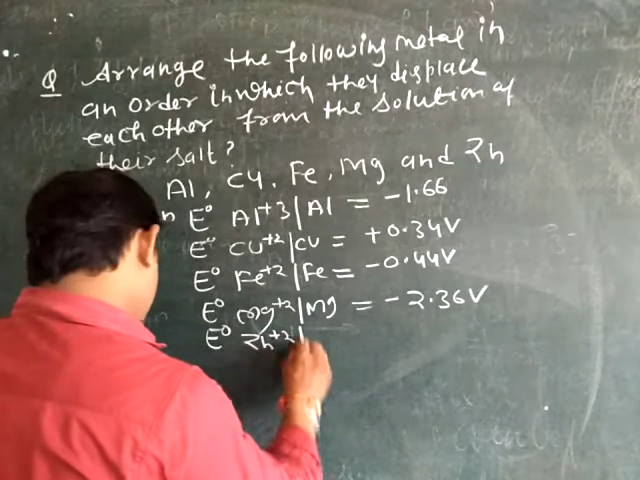 Q Arrange the following metal in
an order in which they displace
each other from the solution of
their salt?
Al, Cu, Fe, Mg and Zn
n E° Al+3|Al = -1.66
E° Cu+2|Cu = +0.34V
E° Fe+2|Fe = -0.44V
E° Mg+2|Mg = -2.36V
E° Zn+2|